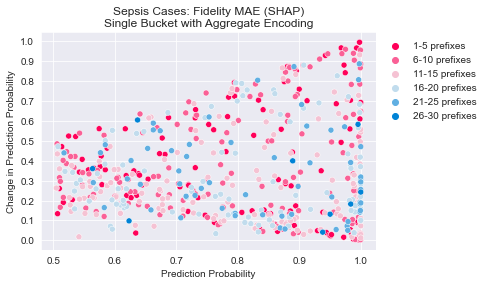 Sepsis Cases: Fidelity MAE (SHAP)
Single Bucket with Aggregate Encoding
Change in Prediction Probability
1.0
0.9
0.8
0.7
0.6
0.5
0.4
0.3
0.2
0.1
0.0
0.5
0.6
0.7
0.8
0.9
1.0
Prediction Probability
1-5 prefixes
6-10 prefixes
11-15 prefixes
16-20 prefixes
21-25 prefixes
26-30 prefixes